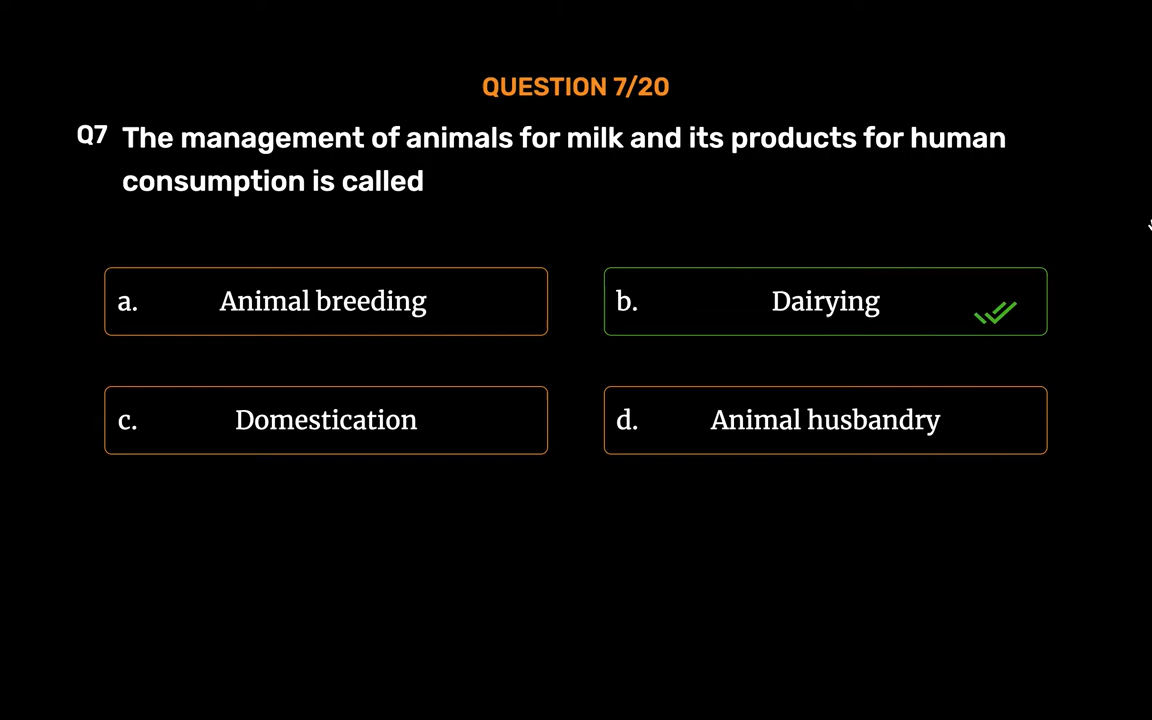 QUESTION 7/20
Q7 The management of animals for milk and its products for human
consumption is called
a. Animal breeding
b. Dairying
c. Domestication
d. Animal husbandry